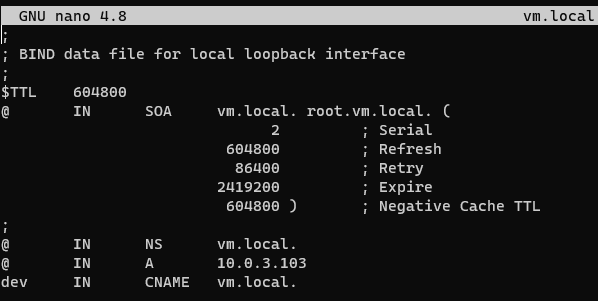 GNU nano 4.8 vm.local
;
; BIND data file for local loopback interface
;
$TTL 604800
@ IN SOA vm.local. root.vm.local. (
2 ; Serial
604800 ; Refresh
86400 ; Retry
2419200 ; Expire
604800 ) ; Negative Cache TTL
;
@ IN NS vm.local.
@ IN A 10.0.3.103
dev IN CNAME vm.local.